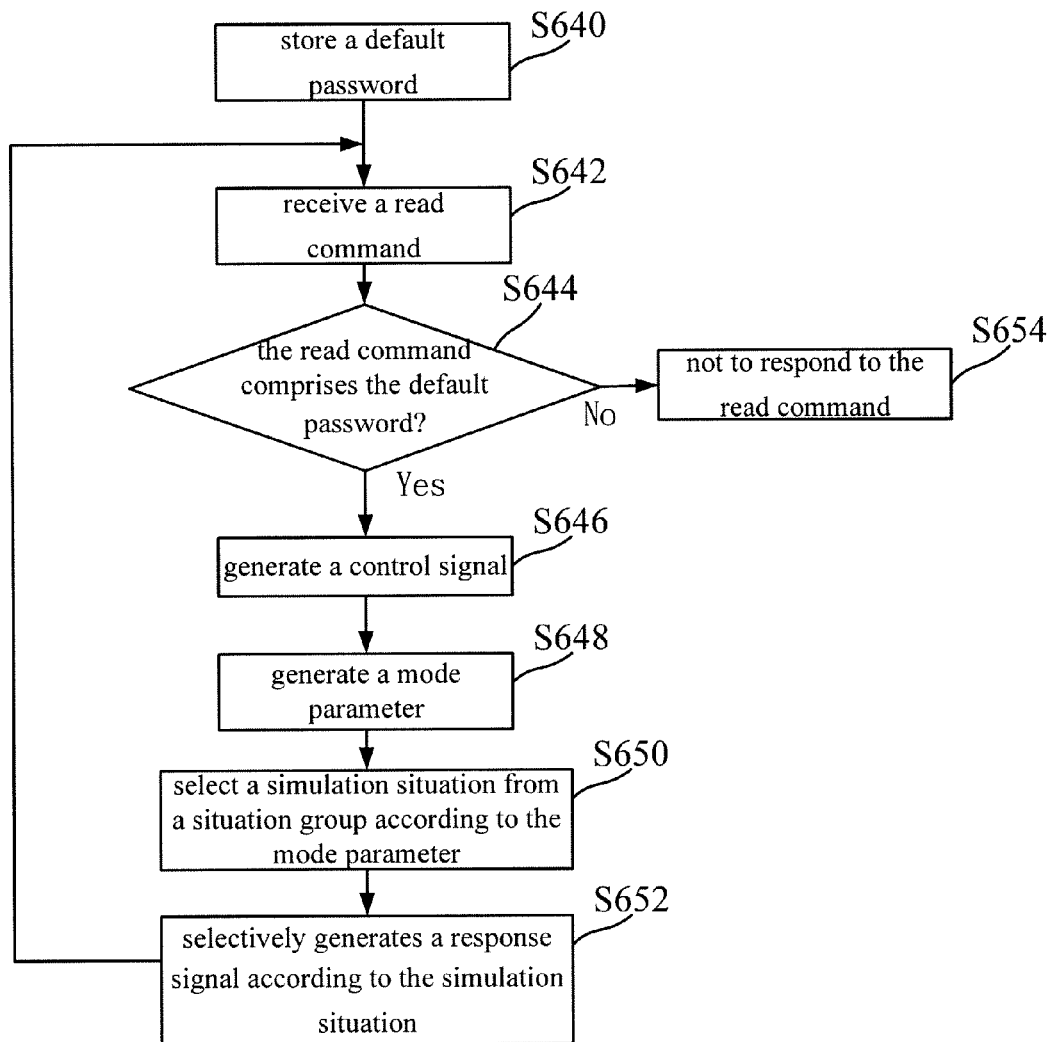 S640
store a default
password
S642
receive a read
command
S644
the read command
comprises the default
password?
No
S654
not to respond to the
read command
Yes
S646
generate a control signal
S648
generate a mode
parameter
S650
select a simulation situation from
a situation group according to the
mode parameter
S652
selectively generates a response
signal according to the simulation
situation